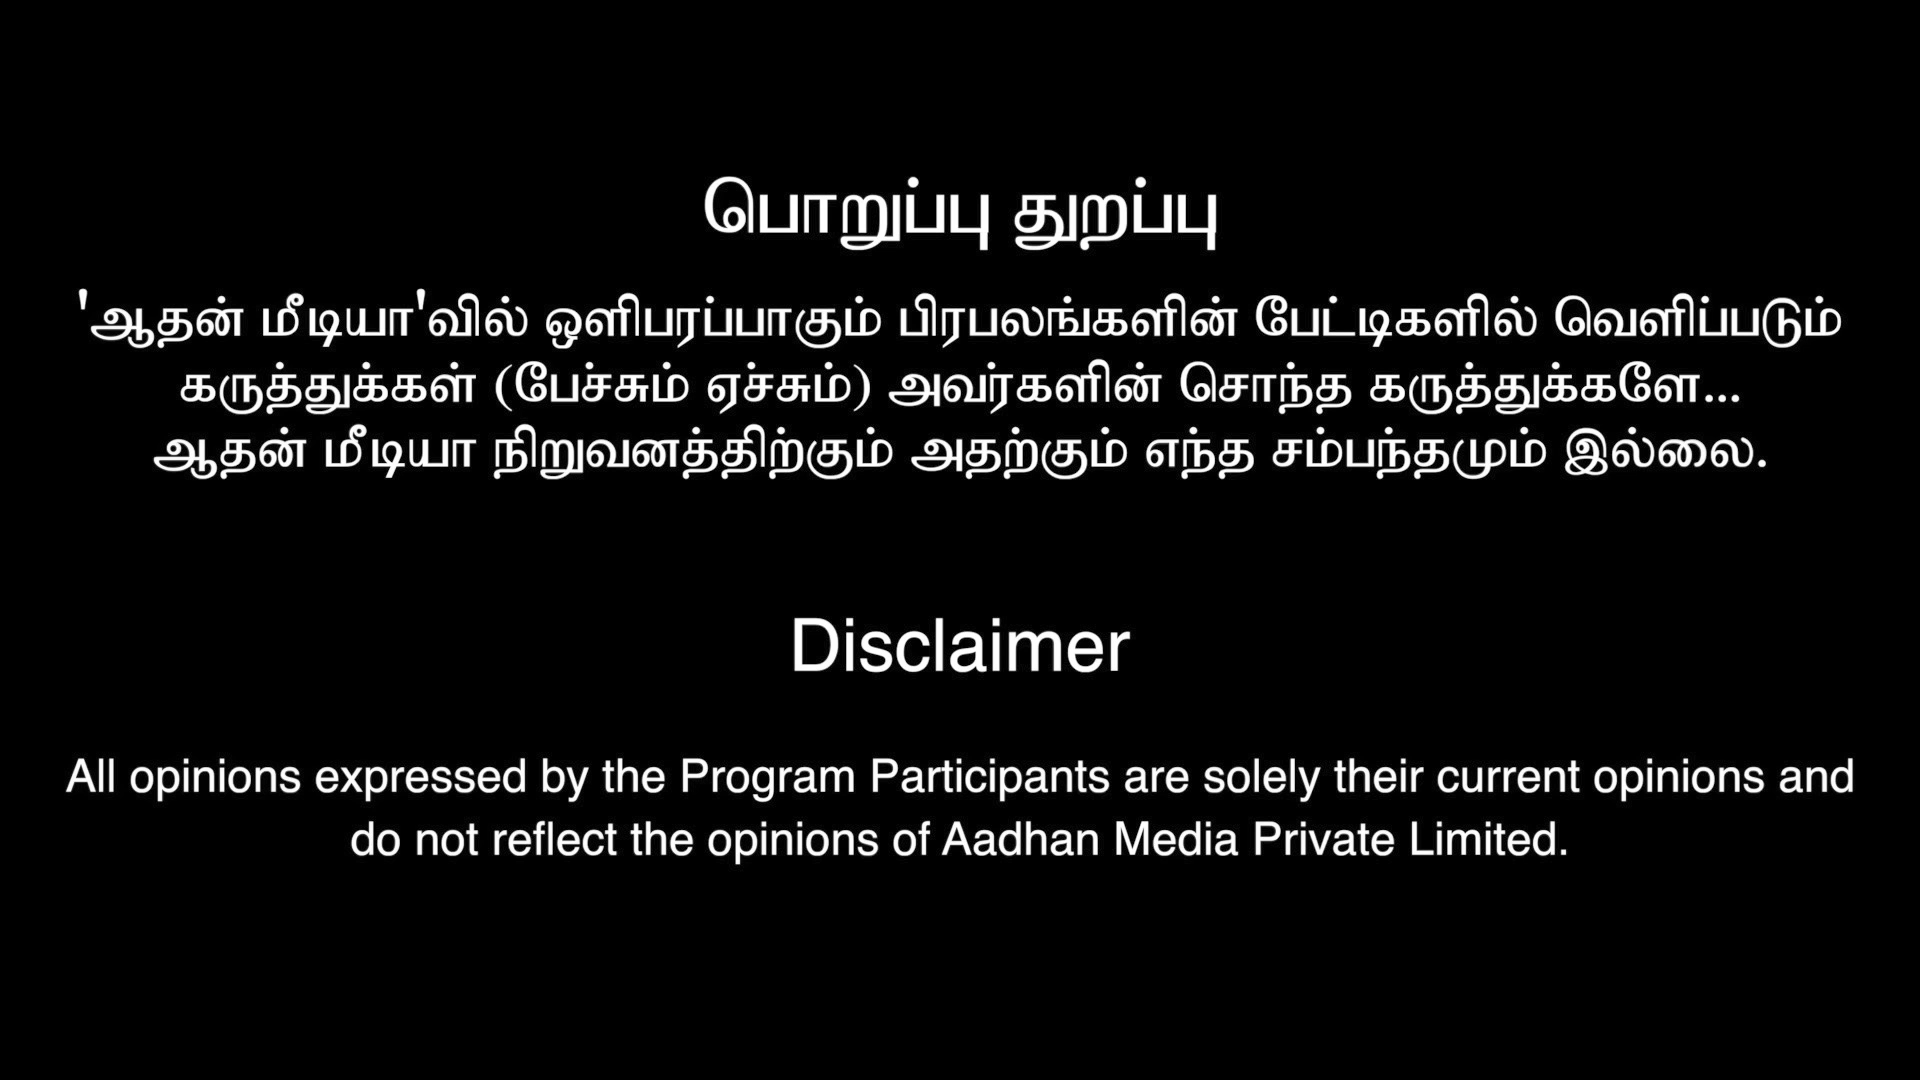 பொறுப்பு துறப்பு
'ஆதன் மீடியா'வில் ஒளிபரப்பாகும் பிரபலங்களின் பேட்டிகளில் வெளிப்படும்
கருத்துக்கள் (பேச்சும் ஏச்சும்) அவர்களின் சொந்த கருத்துக்களே...
ஆதன் மீடியா நிறுவனத்திற்கும் அதற்கும் எந்த சம்பந்தமும் இல்லை.
Disclaimer
All opinions expressed by the Program Participants are solely their current opinions and
do not reflect the opinions of Aadhan Media Private Limited.